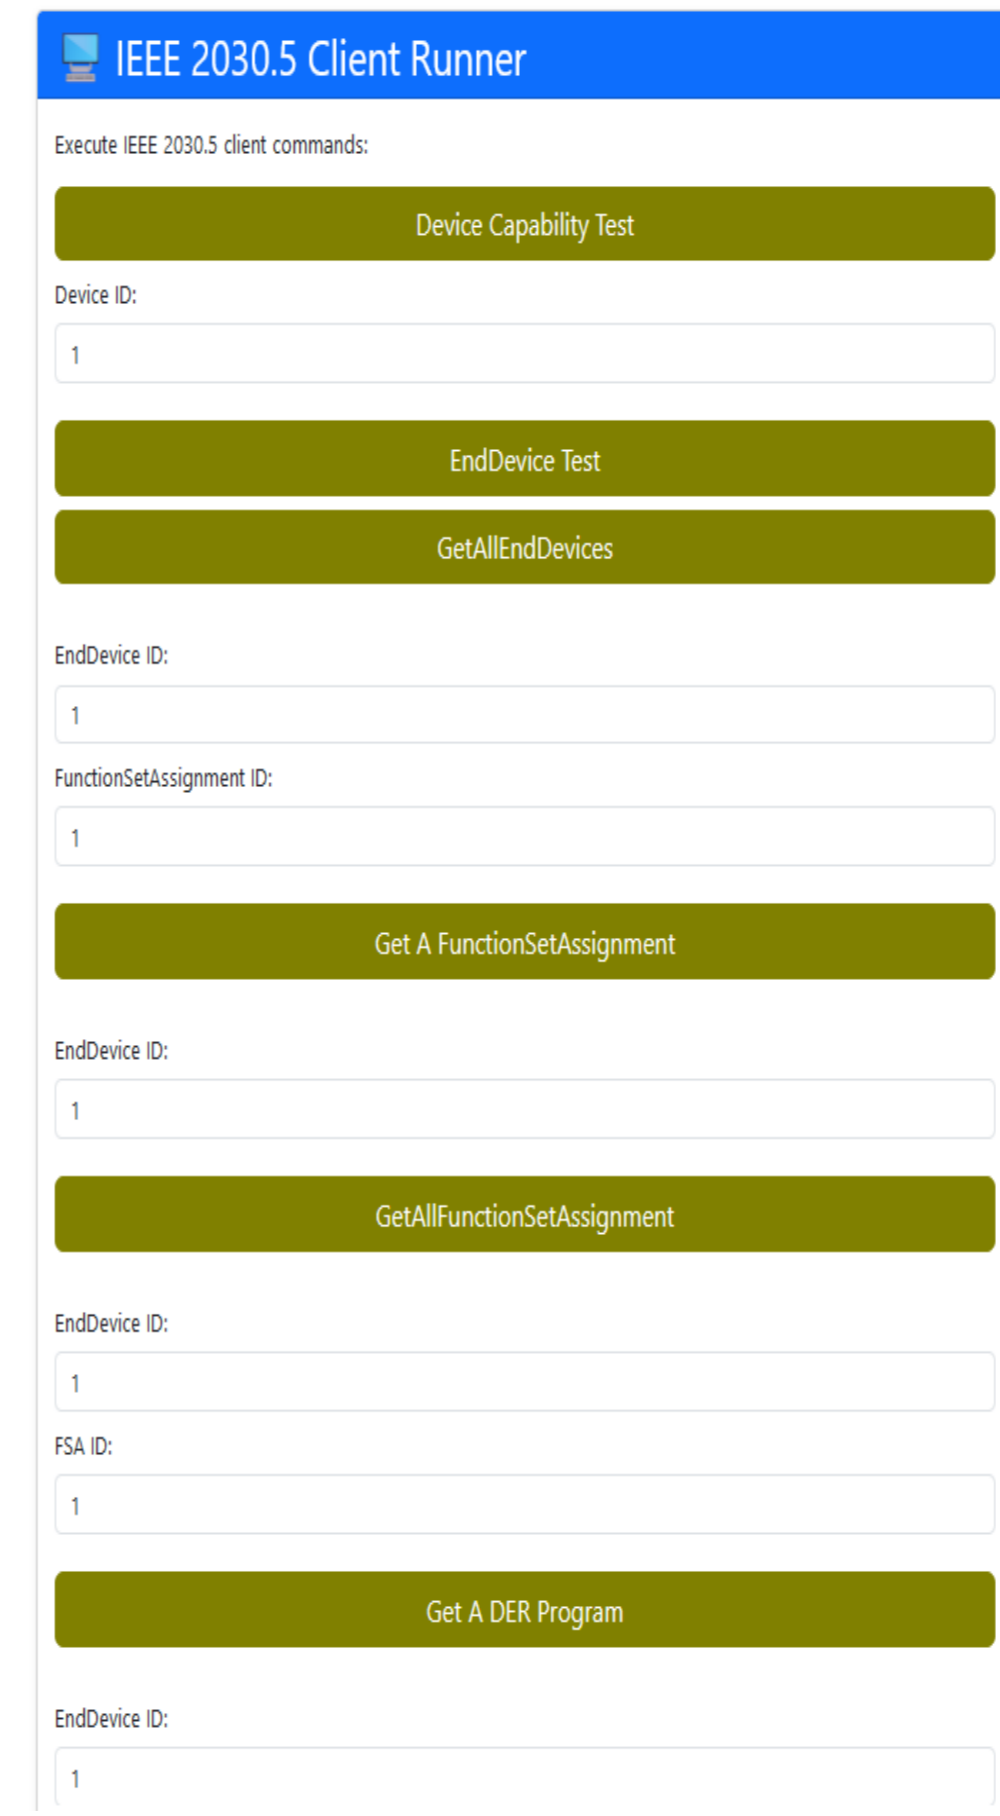 IEEE 2030.5 Client Runner
Execute IEEE 2030.5 client commands:
Device Capability Test
Device ID:
1
EndDevice Test
GetAllEndDevices
EndDevice ID:
1
FunctionSetAssignment ID:
1
Get A FunctionSetAssignment
EndDevice ID:
1
GetAllFunctionSetAssignment
EndDevice ID:
1
FSA ID:
1
Get A DER Program
EndDevice ID:
1